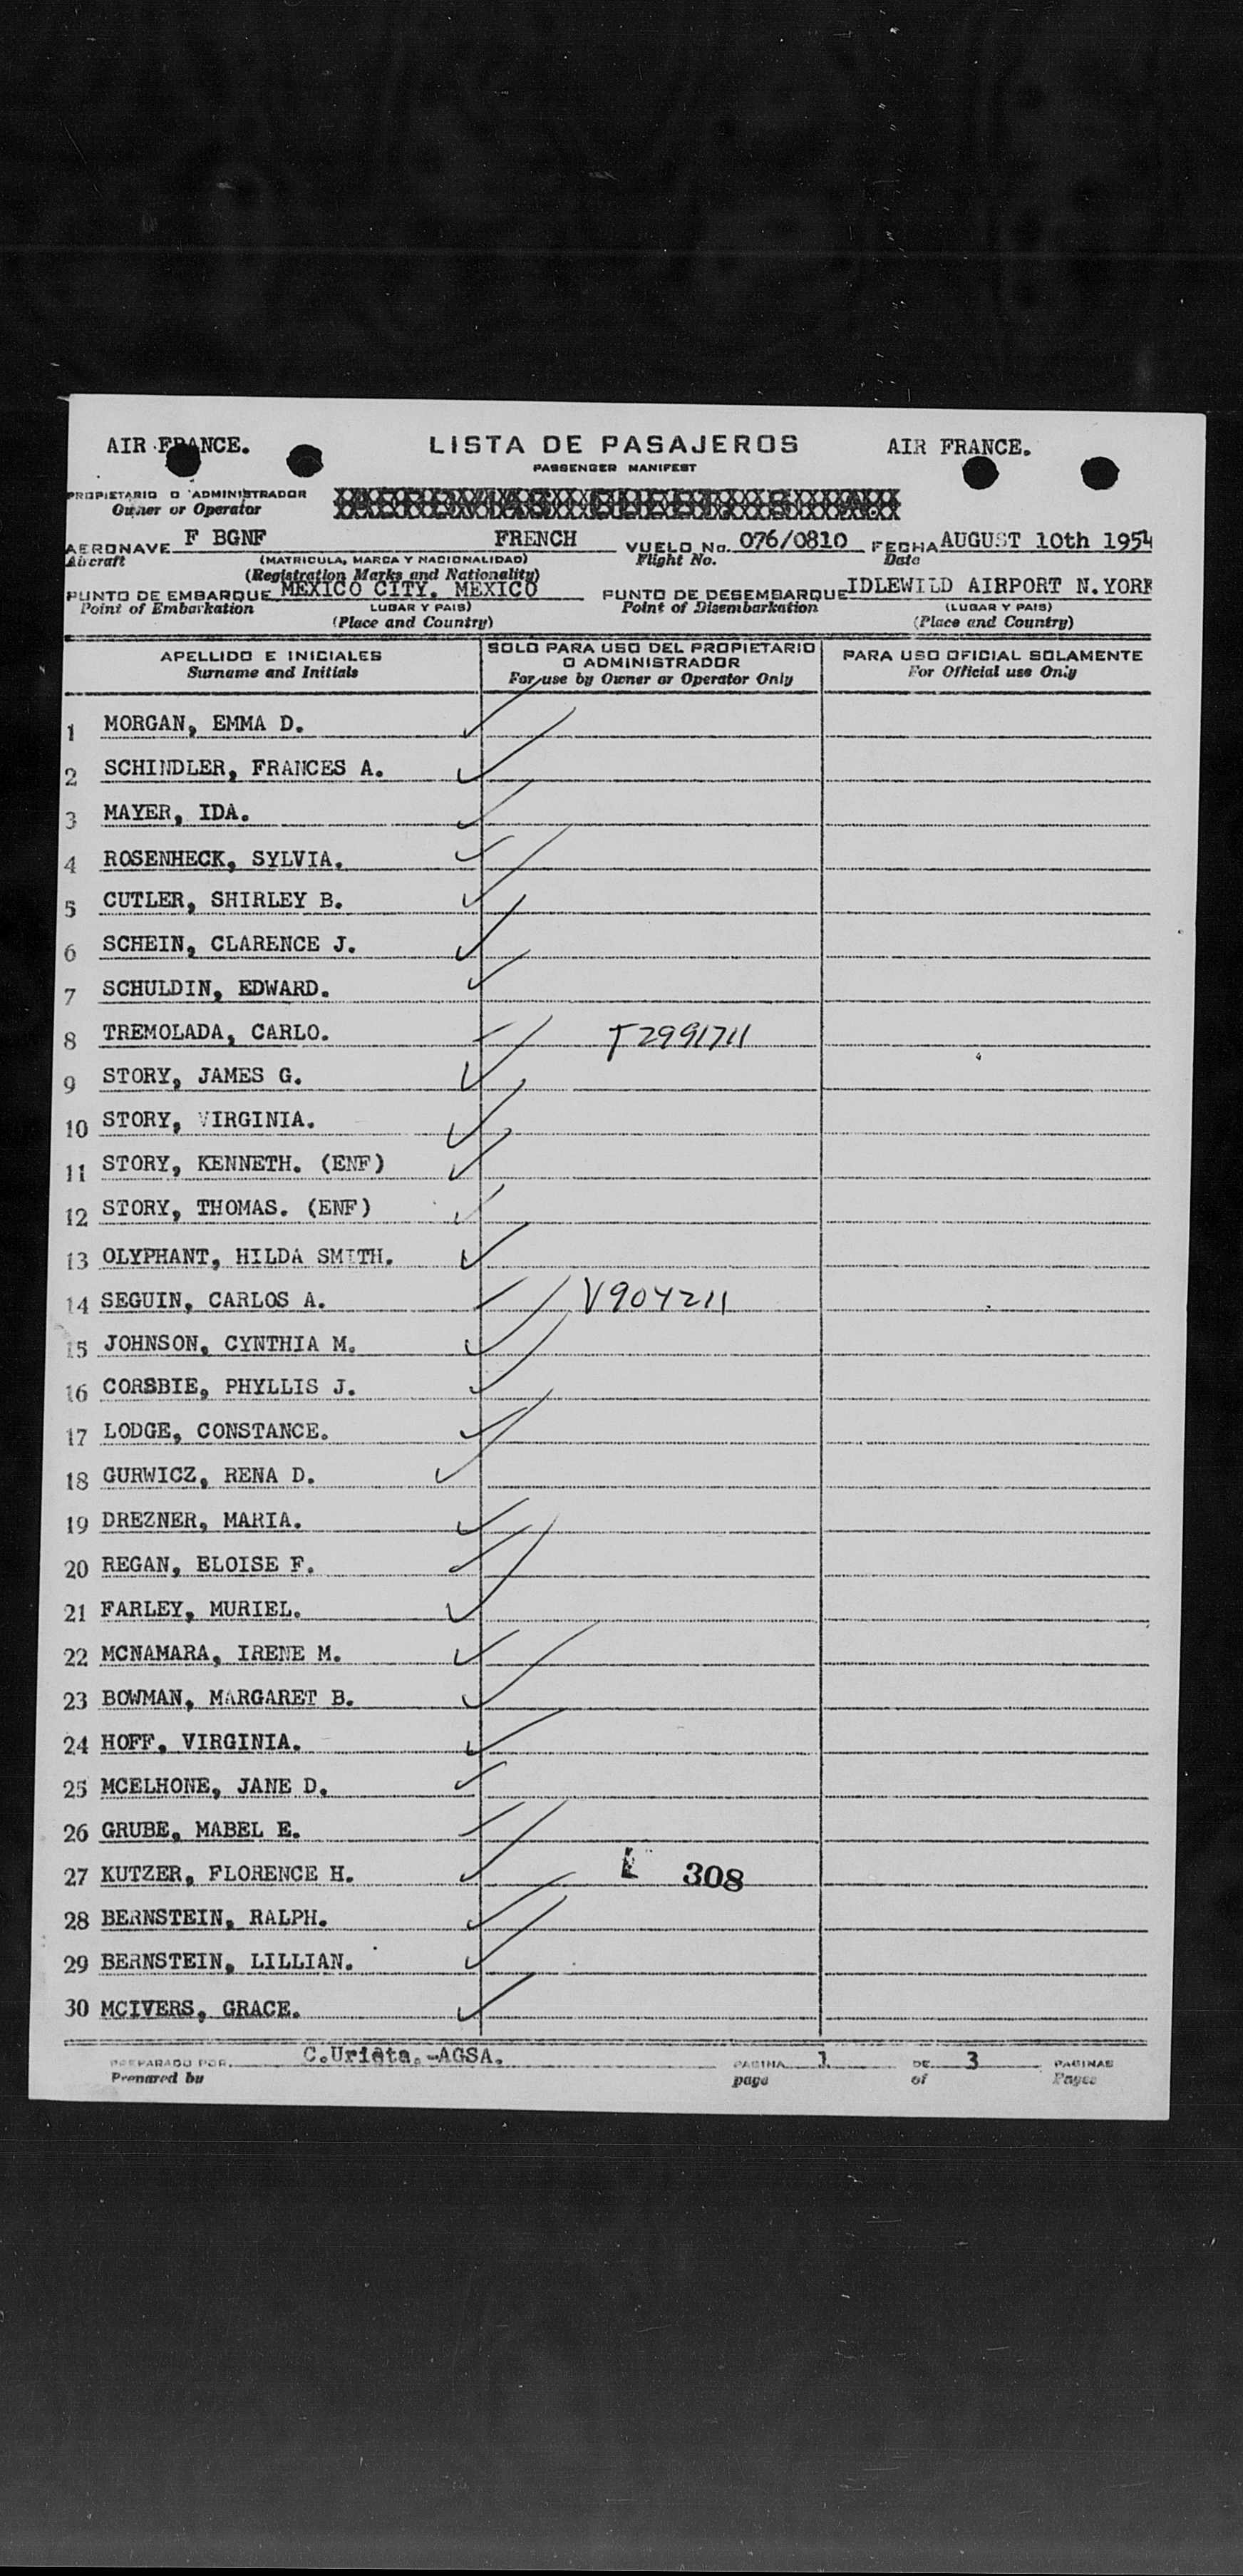 AIR FRANCE. LISTA DE PASAJEROS AIR FRANCE.
PASSENGER MANIFEST
PROPIETARIO O ADMINISTRADOR
Owner or Operator
AERONAVE F BGNF FRENCH VUELO No. 076/0810 FECHA AUGUST 10th 1954
Aircraft (MATRICULA, MARCA Y NACIONALIDAD) Flight No. Date
(Registration Marks and Nationality)
PUNTO DE EMBARQUE MEXICO CITY. MEXICO PUNTO DE DESEMBARQUE IDLEWILD AIRPORT N.YORK
Point of Embarkation LUGAR Y PAIS) Point of Disembarkation (LUGAR Y PAIS)
(Place and Country) (Place and Country)
APELLIDO E INICIALES
Surname and Initials
SOLO PARA USO DEL PROPIETARIO
O ADMINISTRADOR
For use by Owner or Operator Only
PARA USO OFICIAL SOLAMENTE
For Official use Only
1 MORGAN, EMMA D.
2 SCHINDLER, FRANCES A.
3 MAYER, IDA.
4 ROSENHECK, SYLVIA.
5 CUTLER, SHIRLEY B.
6 SCHEIN, CLARENCE J.
7 SCHULDIN, EDWARD.
8 TREMOLADA, CARLO. T2991711
9 STORY, JAMES G.
10 STORY, VIRGINIA.
11 STORY, KENNETH. (ENF)
12 STORY, THOMAS. (ENF)
13 OLYPHANT, HILDA SMITH.
14 SEGUIN, CARLOS A. V904211
15 JOHNSON, CYNTHIA M.
16 CORSBIE, PHYLLIS J.
17 LODGE, CONSTANCE.
18 GURWICZ, RENA D.
19 DREZNER, MARIA.
20 REGAN, ELOISE F.
21 FARLEY, MURIEL.
22 MCNAMARA, IRENE M.
23 BOWMAN, MARGARET B.
24 HOFF, VIRGINIA.
25 MCELHONE, JANE D.
26 GRUBE, MABEL E.
27 KUTZER, FLORENCE H. 308
28 BERNSTEIN, RALPH.
29 BERNSTEIN, LILLIAN.
30 MCIVERS, GRACE.
PREPARADO POR C.Urieta.-AGSA. PAGINA 1 DE 3 PAGINAS
Prepared by page of Pages